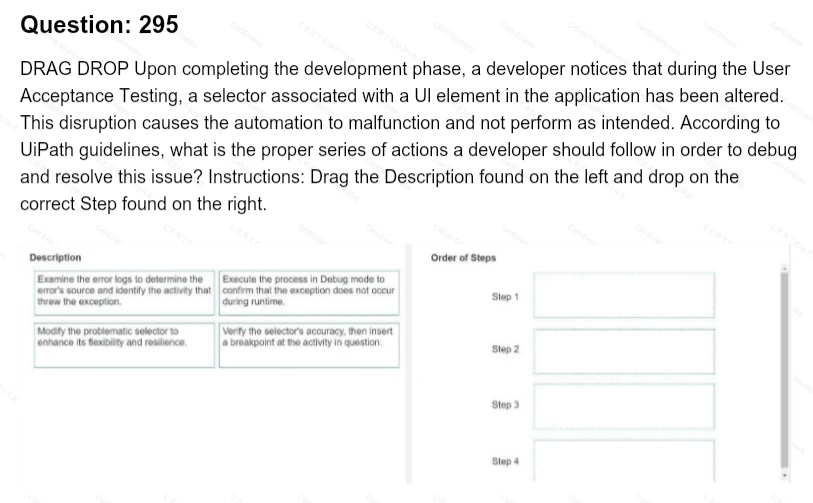 Question: 295
DRAG DROP Upon completing the development phase, a developer notices that during the User
Acceptance Testing, a selector associated with a UI element in the application has been altered.
This disruption causes the automation to malfunction and not perform as intended. According to
UiPath guidelines, what is the proper series of actions a developer should follow in order to debug
and resolve this issue? Instructions: Drag the Description found on the left and drop on the
correct Step found on the right.
Description
Examine the error logs to determine the
error's source and identify the activity that
threw the exception.
Execute the process in Debug mode to
confirm that the exception does not occur
during runtime.
Modify the problematic selector to
enhance its flexibility and resilience.
Verify the selector's accuracy, then insert
a breakpoint at the activity in question.
Order of Steps
Step 1
Step 2
Step 3
Step 4